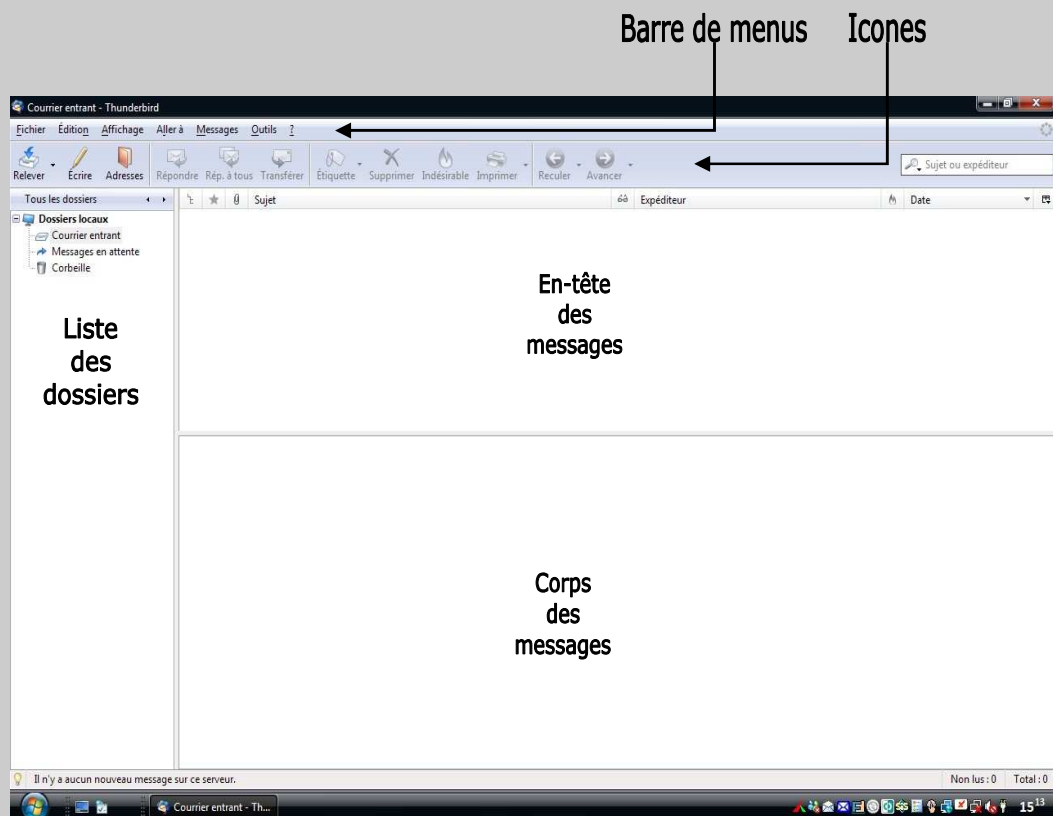 Barre de menus Icones
Courrier entrant - Thunderbird
Fichier Édition Affichage Aller à Messages Outils ?
Relever Écrire Adresses Répondre Rép. à tous Transférer Étiquette Supprimer Indésirable Imprimer Reculer Avancer Sujet ou expéditeur
Tous les dossiers Sujet Expéditeur Date
Dossiers locaux
Courrier entrant
Messages en attente
Corbeille
En-tête
des
messages
Liste
des
dossiers
Corps
des
messages
Il n'y a aucun nouveau message sur ce serveur. Non lus : 0 Total : 0
Courrier entrant - Th... 15 13